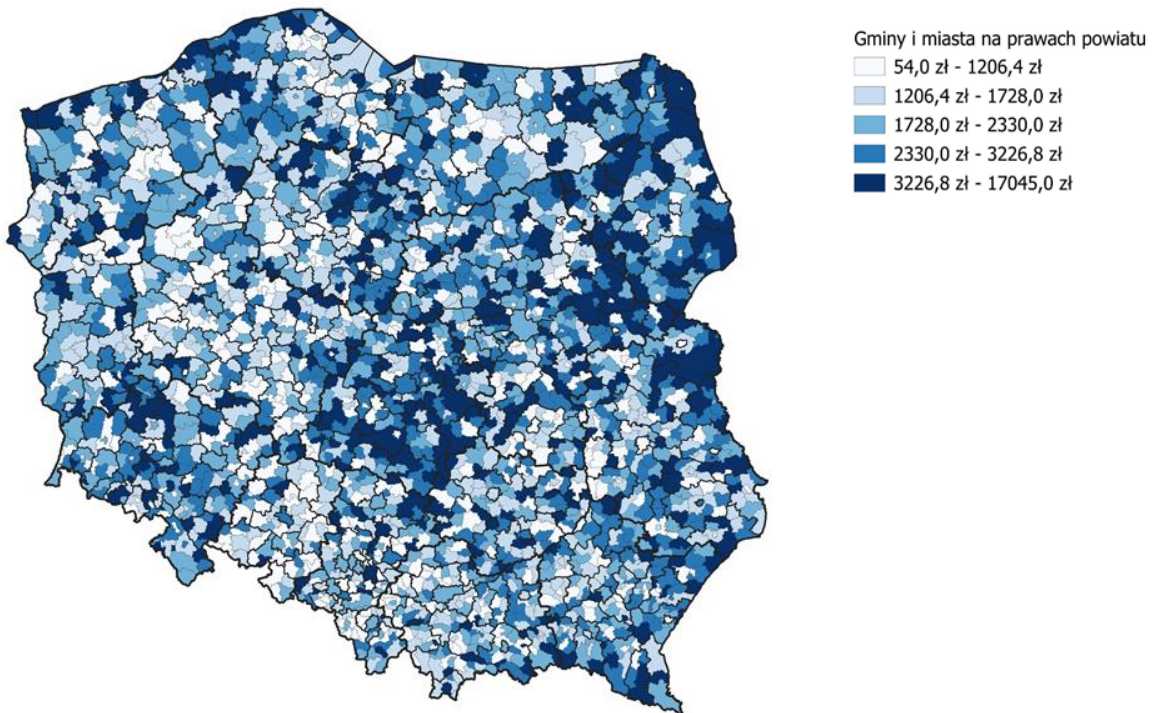 Gminy i miasta na prawach powiatu
54,0 zł - 1206,4 zł
1206,4 zł - 1728,0 zł
1728,0 zł - 2330,0 zł
2330,0 zł - 3226,8 zł
3226,8 zł - 17045,0 zł